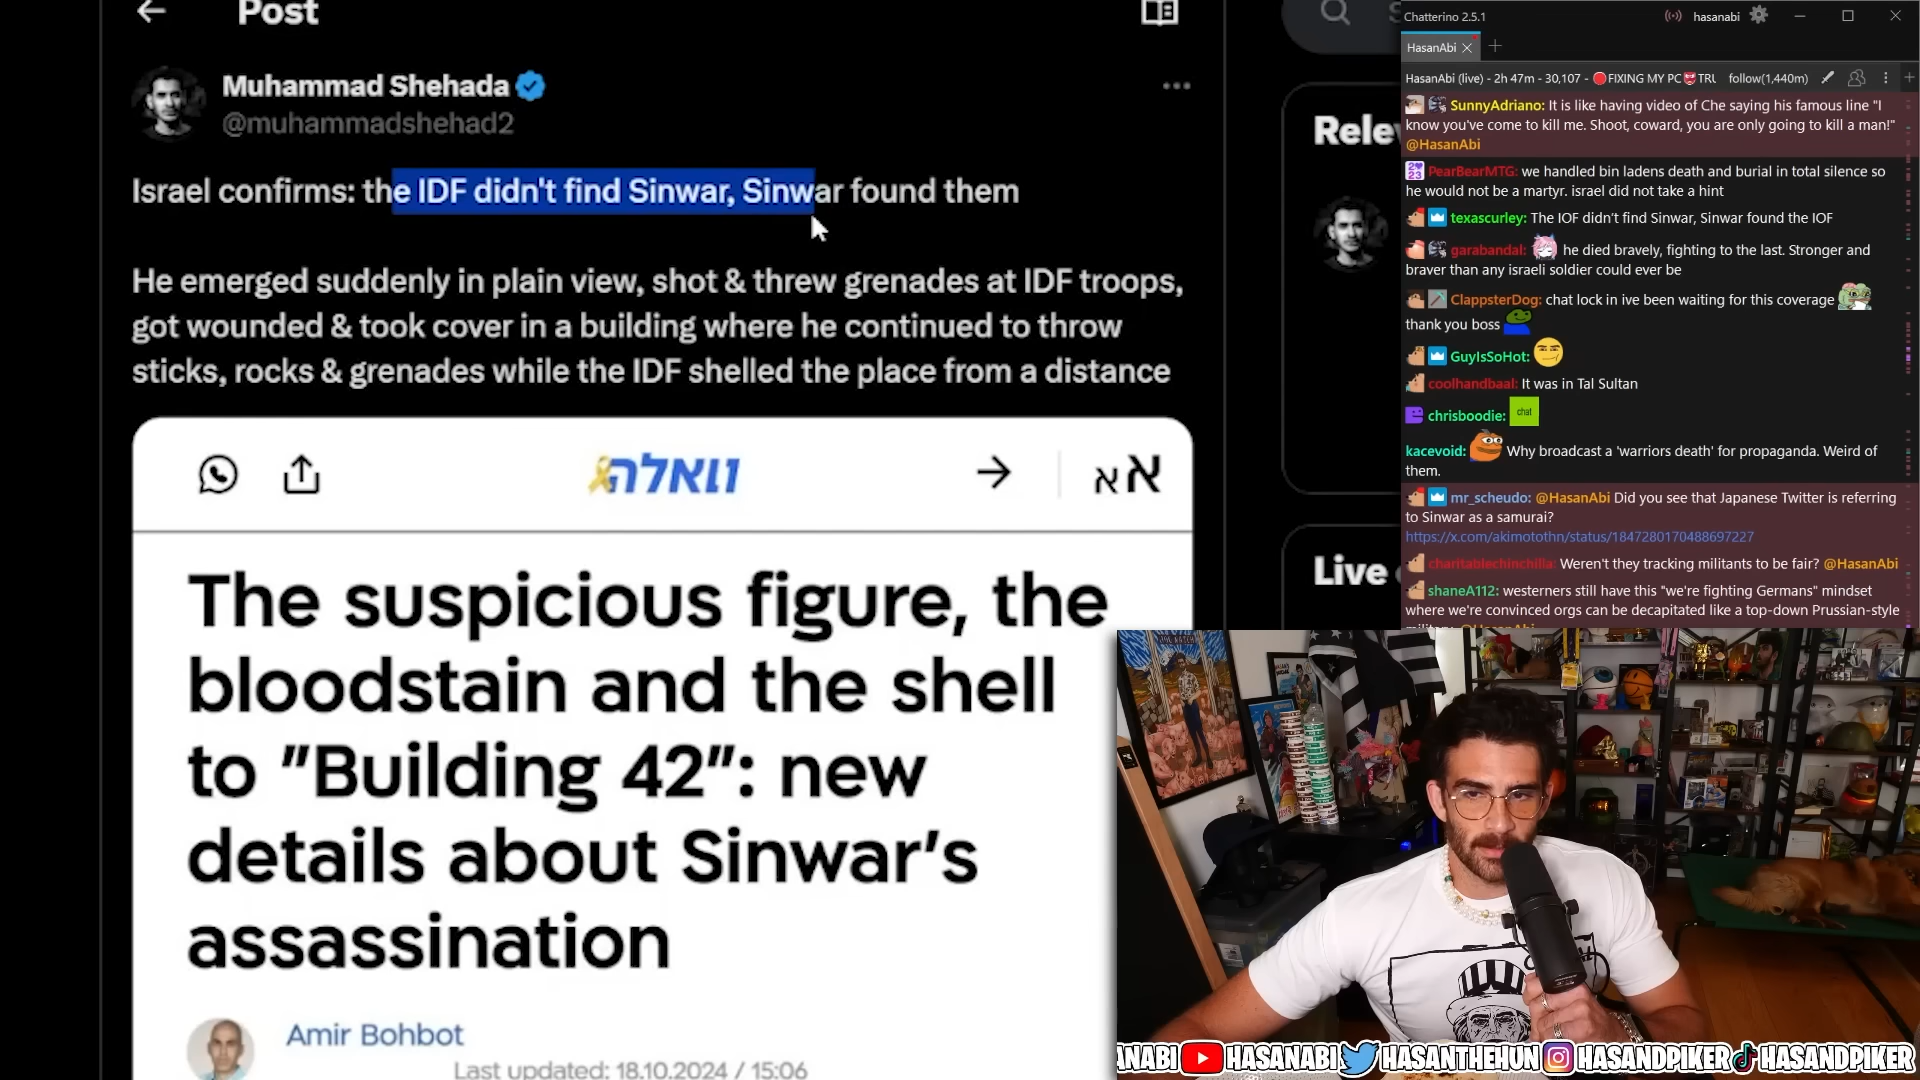 Post
Muhammad Shehada
@muhammadshehad2
Israel confirms: the IDF didn't find Sinwar, Sinwar found them
He emerged suddenly in plain view, shot & threw grenades at IDF troops,
got wounded & took cover in a building where he continued to throw
sticks, rocks & grenades while the IDF shelled the place from a distance
וואלה
א א
The suspicious figure, the
bloodstain and the shell
to "Building 42": new
details about Sinwar's
assassination
Amir Bohbot
Last updated: 18.10.2024 / 15:06
Live
Chatterino 2.5.1
hasanabi
HasanAbi
HasanAbi (live) - 2h 47m - 30,107 - FIXING MY PC TRU follow(1,440m)
SunnyAdriano: It is like having video of Che saying his famous line "I
know you've come to kill me. Shoot, coward, you are only going to kill a man!"
@HasanAbi
PearBearMTG: we handled bin ladens death and burial in total silence so
he would not be a martyr. israel did not take a hint
texascurley: The IOF didn't find Sinwar, Sinwar found the IOF
garabandal: he died bravely, fighting to the last. Stronger and
braver than any israeli soldier could ever be
ClappsterDog: chat lock in ive been waiting for this coverage
thank you boss
GuyIsSoHot:
coolhandbaal: It was in Tal Sultan
chrisboodie: chat
kacevoid: Why broadcast a 'warriors death' for propaganda. Weird of
them.
mr_scheudo: @HasanAbi Did you see that Japanese Twitter is referring
to Sinwar as a samurai?
https://x.com/akimotothn/status/1847280170488697227
charitablechinchilla: Weren't they tracking militants to be fair? @HasanAbi
shaneA112: westerners still have this "we're fighting Germans" mindset
where we're convinced orgs can be decapitated like a top-down Prussian-style
ANABI HASANABI HASANTHEHUN HASANDPIKER HASANDPIKER